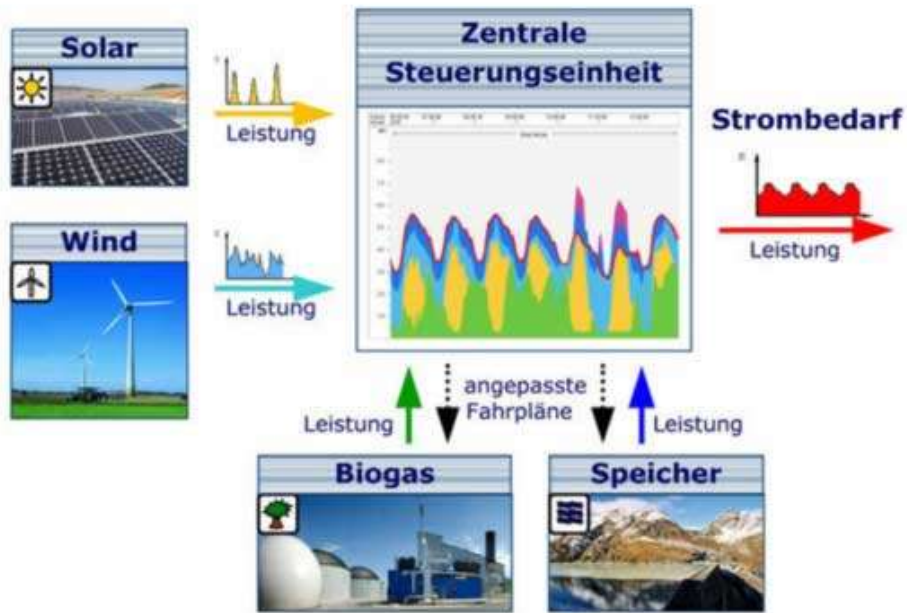 Solar
Leistung
Wind
Leistung
Zentrale
Steuerungseinheit
Strombedarf
Leistung
Leistung
angepasste
Fahrpläne
Leistung
Biogas
Speicher